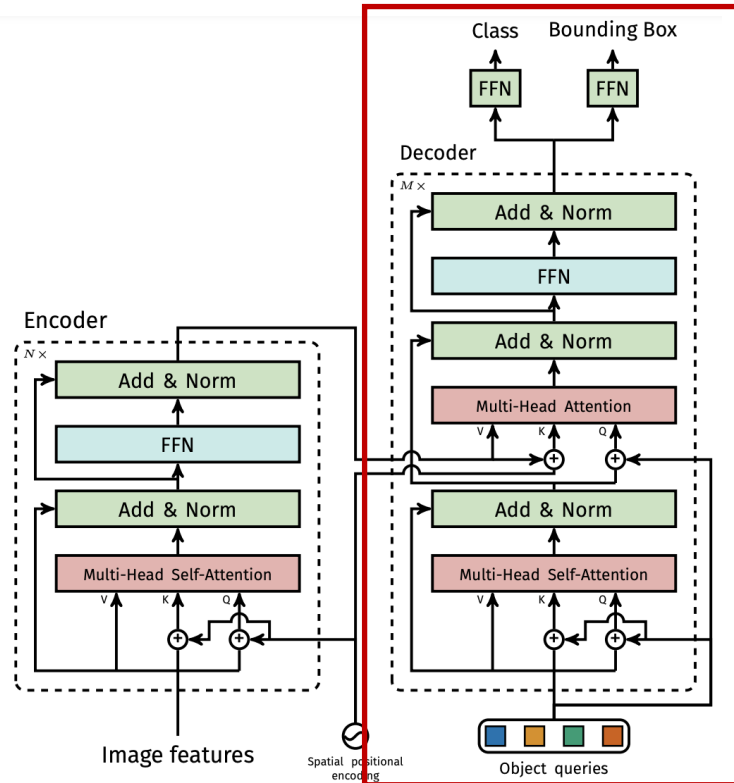 Class
Bounding Box
FFN
FFN
Decoder
M×
Add & Norm
FFN
Add & Norm
Multi-Head Attention
V
K
Q
Add & Norm
Multi-Head Self-Attention
V
K
Q
Object queries
Encoder
N×
Add & Norm
FFN
Add & Norm
Multi-Head Self-Attention
V
K
Q
Image features
Spatial positional
encoding